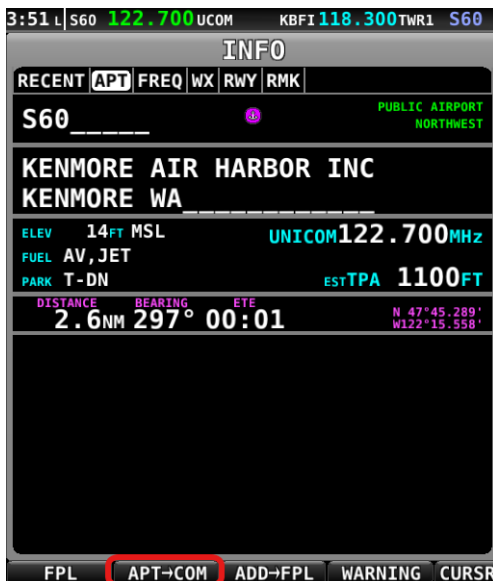 3:51 L S60 122.700 UCOM KBFI 118.300 TWR1 S60
INFO
RECENT APT FREQ WX RWY RMK
S60_____
PUBLIC AIRPORT
NORTHWEST
KENMORE AIR HARBOR INC
KENMORE WA____________
ELEV 14FT MSL UNICOM 122.700MHz
FUEL AV,JET
PARK T-DN EST TPA 1100FT
DISTANCE BEARING ETE
2.6NM 297° 00:01
N 47°45.289'
W122°15.558'
FPL APT→COM ADD→FPL WARNING CURSR